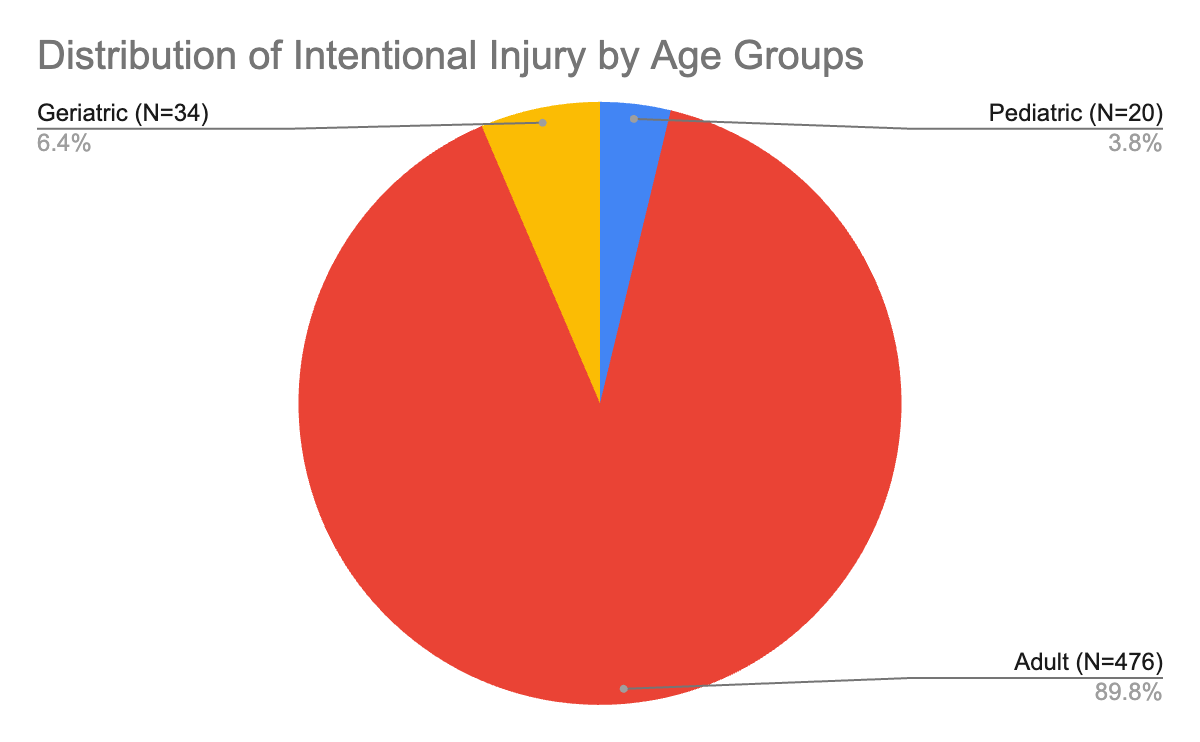 Distribution of Intentional Injury by Age Groups
Geriatric (N=34)
6.4%
Pediatric (N=20)
3.8%
Adult (N=476)
89.8%